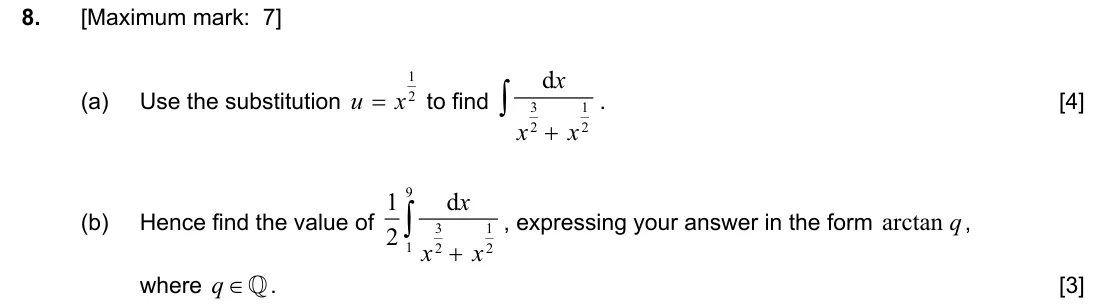 8. [Maximum mark: 7]
(a) Use the substitution u = x^{1/2} to find ∫ dx / (x^{3/2} + x^{1/2}) . [4]
(b) Hence find the value of 1/2 ∫_1^9 dx / (x^{3/2} + x^{1/2}) , expressing your answer in the form arctan q ,
where q ∈ ℚ . [3]